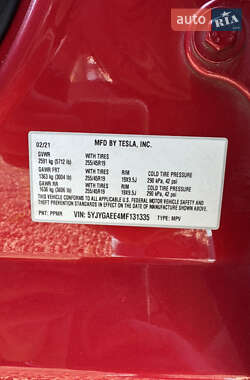 AUTO.RIA.com
MFD BY TESLA, INC.
02/21
GVWR WITH TIRES
2591 kg (5712 lb) 255/45R19
GAWR FRT WITH TIRES RIM COLD TIRE PRESSURE
1363 kg (3004 lb) 255/45R19 19X9.5J 290 kPa, 42 psi
GAWR RR WITH TIRES RIM COLD TIRE PRESSURE
1636 kg (3606 lb) 255/45R19 19X9.5J 290 kPa, 42 psi
THIS VEHICLE CONFORMS TO ALL APPLICABLE U.S. FEDERAL MOTOR VEHICLE
SAFETY AND THEFT PREVENTION STANDARDS IN EFFECT ON THE DATE OF
MANUFACTURE SHOWN ABOVE.
PNT: PPMR VIN: 5YJYGAEE4MF131335 TYPE: MPV